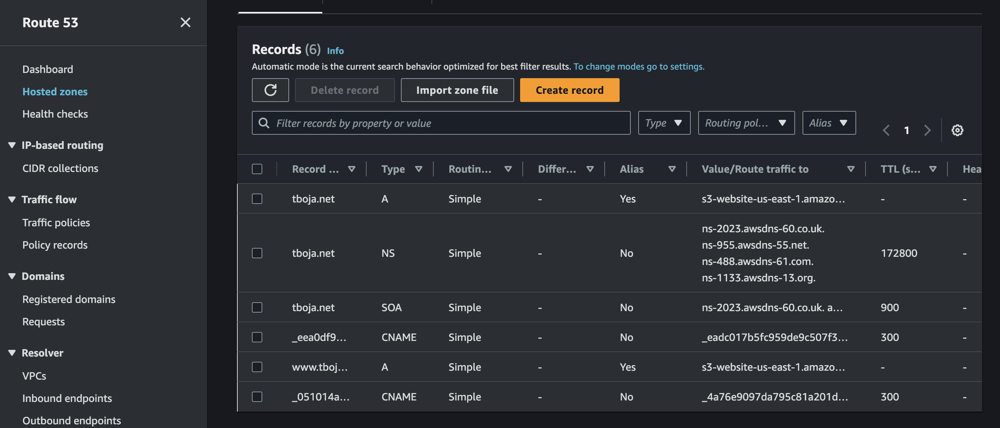 Route 53
Dashboard
Hosted zones
Health checks
IP-based routing
CIDR collections
Traffic flow
Traffic policies
Policy records
Domains
Registered domains
Requests
Resolver
VPCs
Inbound endpoints
Outbound endpoints
Records (6) Info
Automatic mode is the current search behavior optimized for best filter results. To change modes go to settings.
Delete record Import zone file Create record
Filter records by property or value Type Routing pol... Alias 1
Record ... Type Routin... Differ... Alias Value/Route traffic to TTL (s... Hea
tboja.net A Simple - Yes s3-website-us-east-1.amazo... - -
tboja.net NS Simple - No ns-2023.awsdns-60.co.uk. 172800 -
ns-955.awsdns-55.net.
ns-488.awsdns-61.com.
ns-1133.awsdns-13.org.
tboja.net SOA Simple - No ns-2023.awsdns-60.co.uk. a... 900 -
_eea0df9... CNAME Simple - No _eadc017b5fc959de9c507f3... 300 -
www.tboj... A Simple - Yes s3-website-us-east-1.amazo... - -
_051014a... CNAME Simple - No _4a76e9097da795c81a201d... 300 -